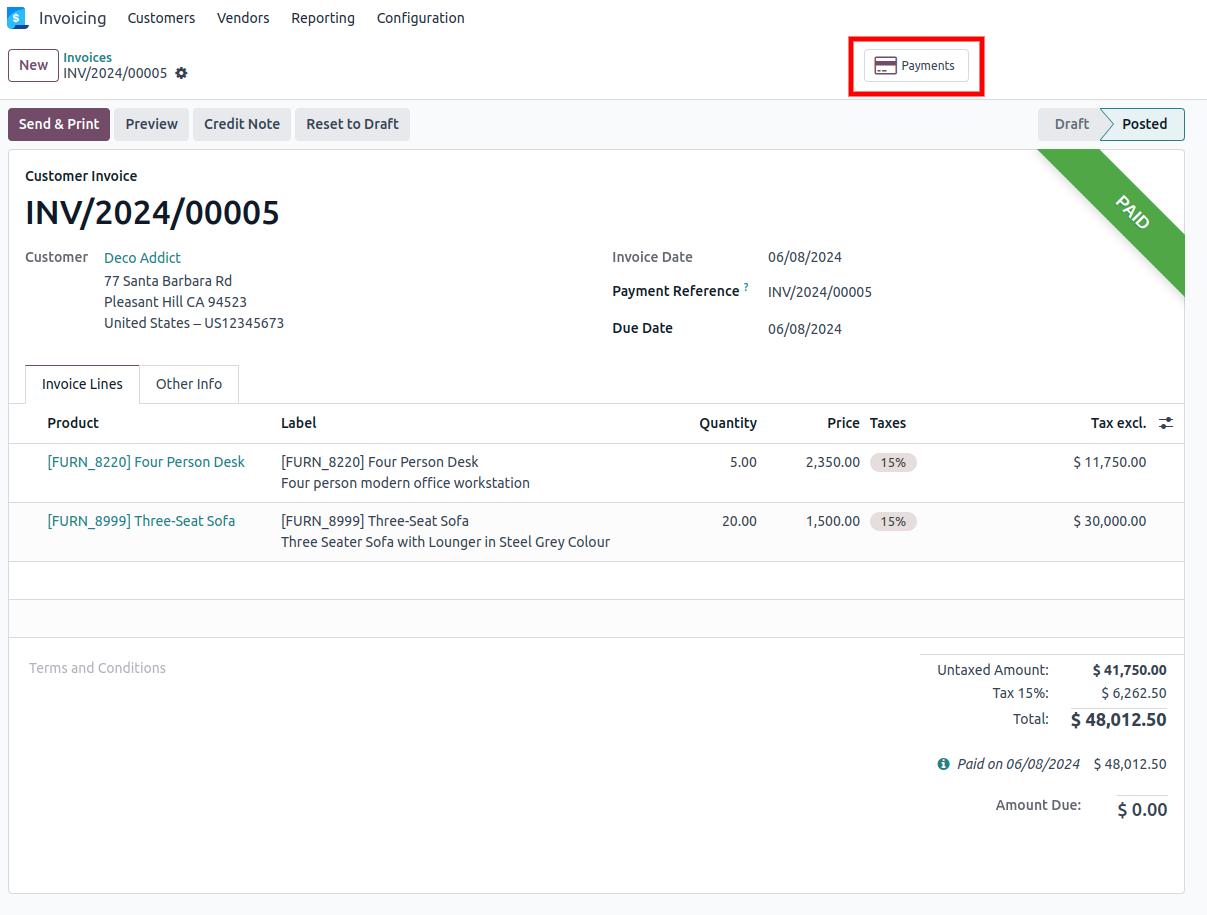 Invoicing Customers Vendors Reporting Configuration
New
Invoices
INV/2024/00005
Payments
Send & Print Preview Credit Note Reset to Draft Draft Posted
PAID
Customer Invoice
INV/2024/00005
Customer Deco Addict
77 Santa Barbara Rd
Pleasant Hill CA 94523
United States – US12345673
Invoice Date 06/08/2024
Payment Reference ? INV/2024/00005
Due Date 06/08/2024
Invoice Lines Other Info
Product Label Quantity Price Taxes Tax excl.
[FURN_8220] Four Person Desk [FURN_8220] Four Person Desk 5.00 2,350.00 15% $ 11,750.00
Four person modern office workstation
[FURN_8999] Three-Seat Sofa [FURN_8999] Three-Seat Sofa 20.00 1,500.00 15% $ 30,000.00
Three Seater Sofa with Lounger in Steel Grey Colour
Terms and Conditions
Untaxed Amount: $ 41,750.00
Tax 15%: $ 6,262.50
Total: $ 48,012.50
Paid on 06/08/2024 $ 48,012.50
Amount Due: $ 0.00